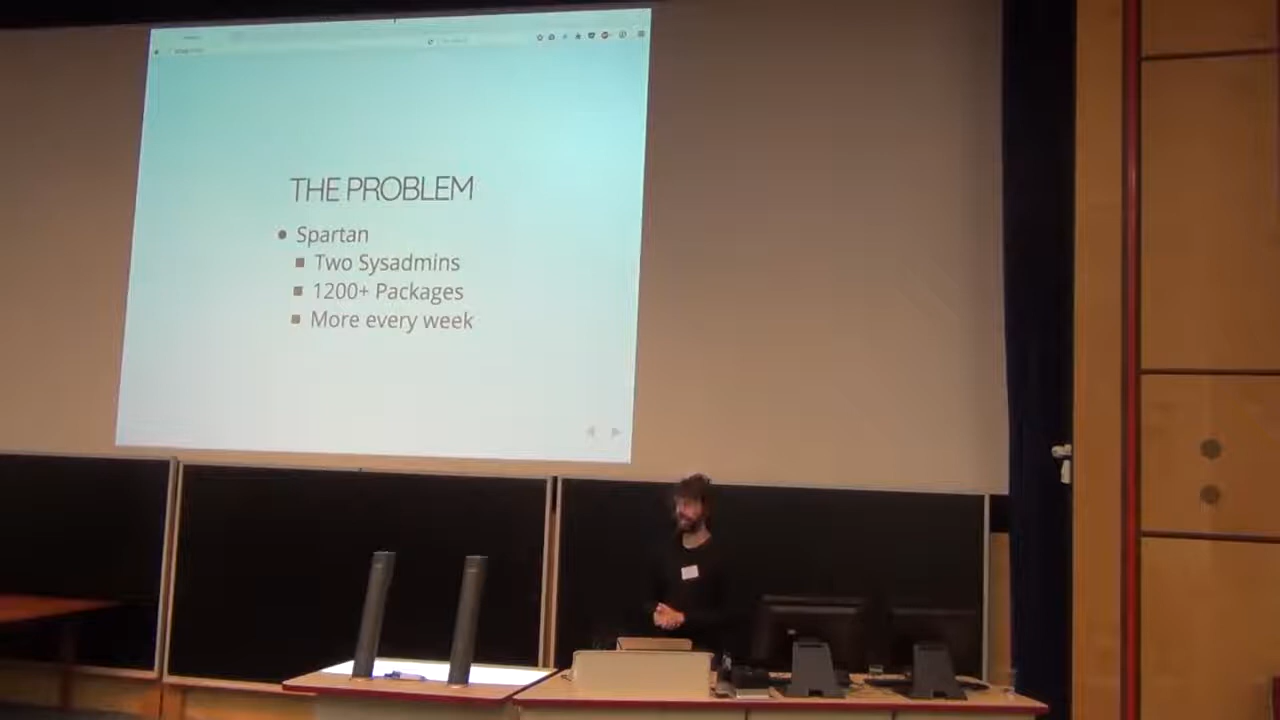 THE PROBLEM
Spartan
Two Sysadmins
1200+ Packages
More every week